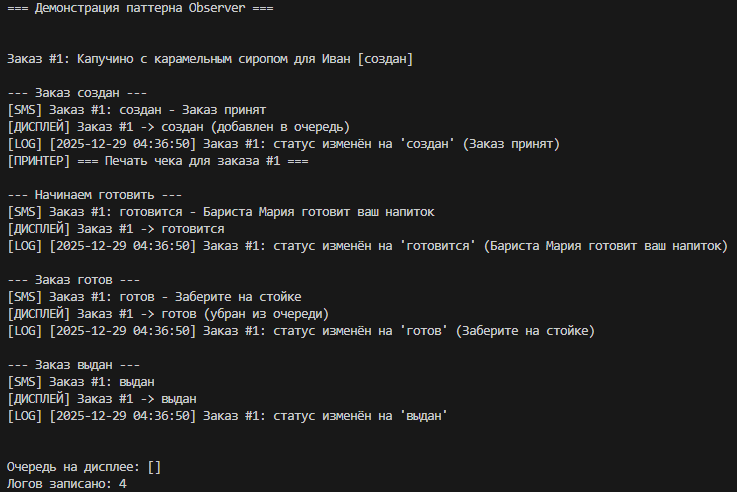 === Демонстрация паттерна Observer ===
Заказ #1: Капучино с карамельным сиропом для Иван [создан]
--- Заказ создан ---
[SMS] Заказ #1: создан - Заказ принят
[ДИСПЛЕЙ] Заказ #1 -> создан (добавлен в очередь)
[LOG] [2025-12-29 04:36:50] Заказ #1: статус изменён на 'создан' (Заказ принят)
[ПРИНТЕР] === Печать чека для заказа #1 ===
--- Начинаем готовить ---
[SMS] Заказ #1: готовится - Бариста Мария готовит ваш напиток
[ДИСПЛЕЙ] Заказ #1 -> готовится
[LOG] [2025-12-29 04:36:50] Заказ #1: статус изменён на 'готовится' (Бариста Мария готовит ваш напиток)
--- Заказ готов ---
[SMS] Заказ #1: готов - Заберите на стойке
[ДИСПЛЕЙ] Заказ #1 -> готов (убран из очереди)
[LOG] [2025-12-29 04:36:50] Заказ #1: статус изменён на 'готов' (Заберите на стойке)
--- Заказ выдан ---
[SMS] Заказ #1: выдан
[ДИСПЛЕЙ] Заказ #1 -> выдан
[LOG] [2025-12-29 04:36:50] Заказ #1: статус изменён на 'выдан'
Очередь на дисплее: []
Логов записано: 4